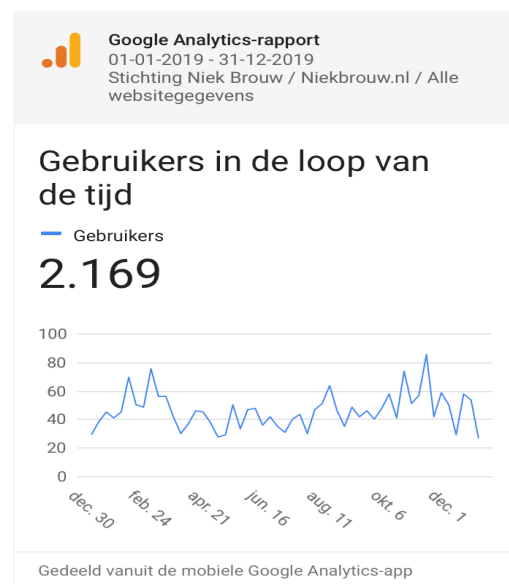 Google Analytics-rapport
01-01-2019 - 31-12-2019
Stichting Niek Brouw / Niekbrouw.nl / Alle
websitegegevens
Gebruikers in de loop van
de tijd
Gebruikers
2.169
100
80
60
40
20
0
dec. 30
feb. 24
apr. 21
jun. 16
aug. 11
okt. 6
dec. 1
Gedeeld vanuit de mobiele Google Analytics-app